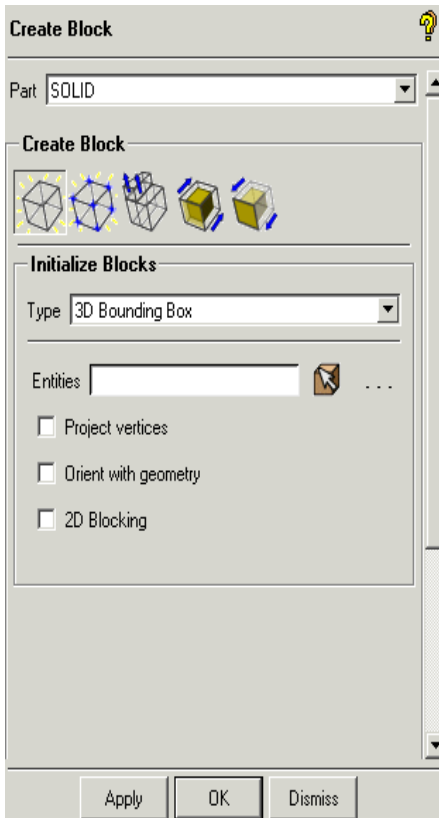 Create Block
Part SOLID
Create Block
Initialize Blocks
Type 3D Bounding Box
Entities ...
Project vertices
Orient with geometry
2D Blocking
Apply OK Dismiss